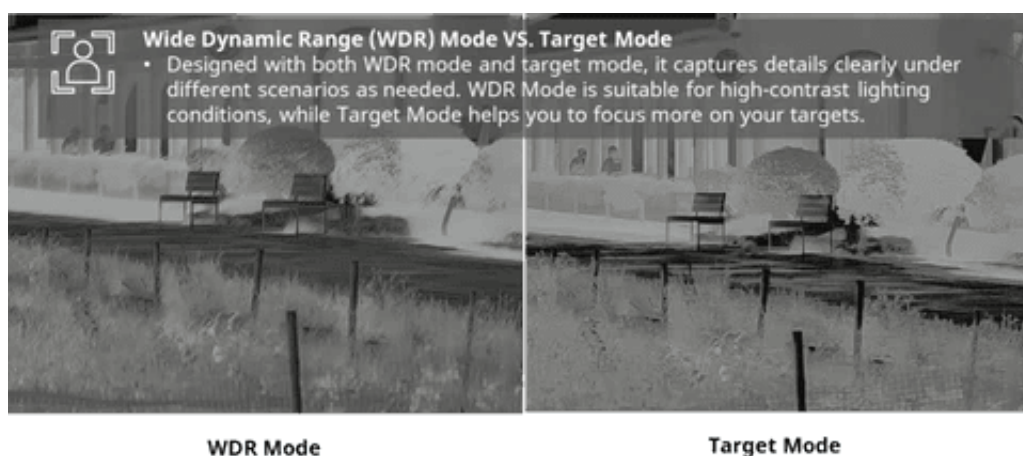 Wide Dynamic Range (WDR) Mode VS. Target Mode
• Designed with both WDR mode and target mode, it captures details clearly under
different scenarios as needed. WDR Mode is suitable for high-contrast lighting
conditions, while Target Mode helps you to focus more on your targets.
WDR Mode
Target Mode